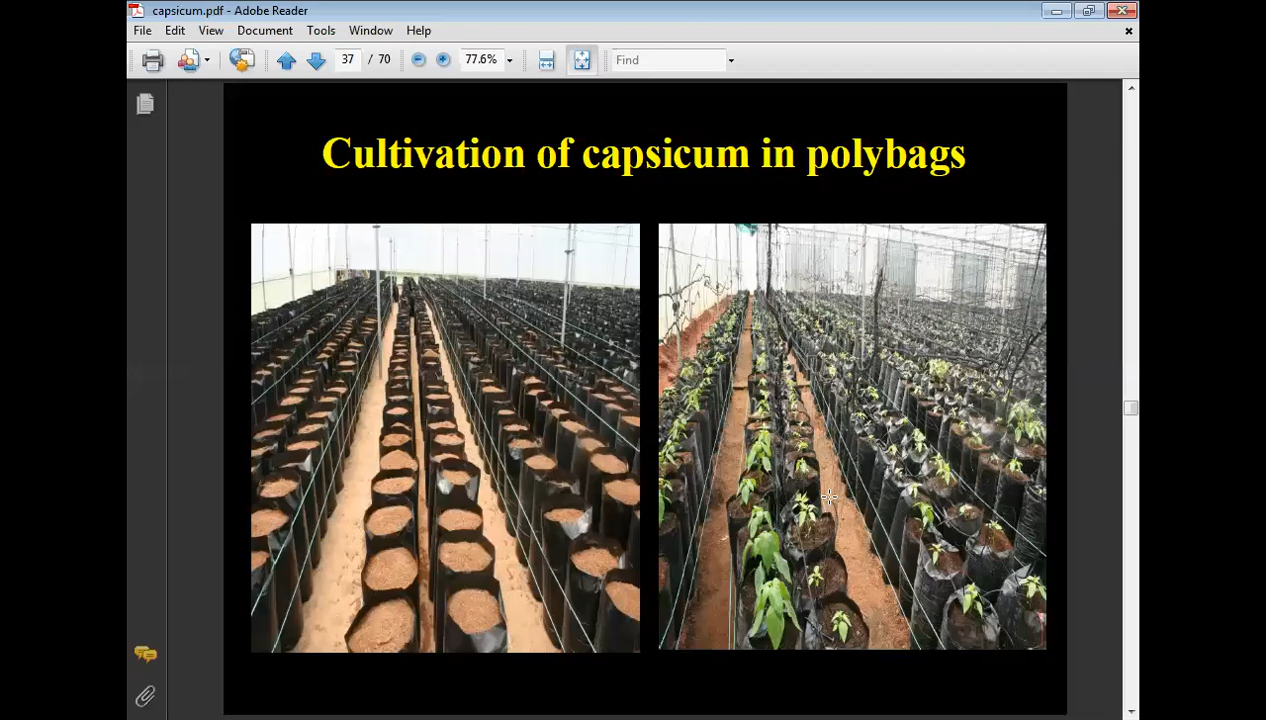 capsicum.pdf - Adobe Reader
File Edit View Document Tools Window Help
37 / 70 77.6% Find
Cultivation of capsicum in polybags